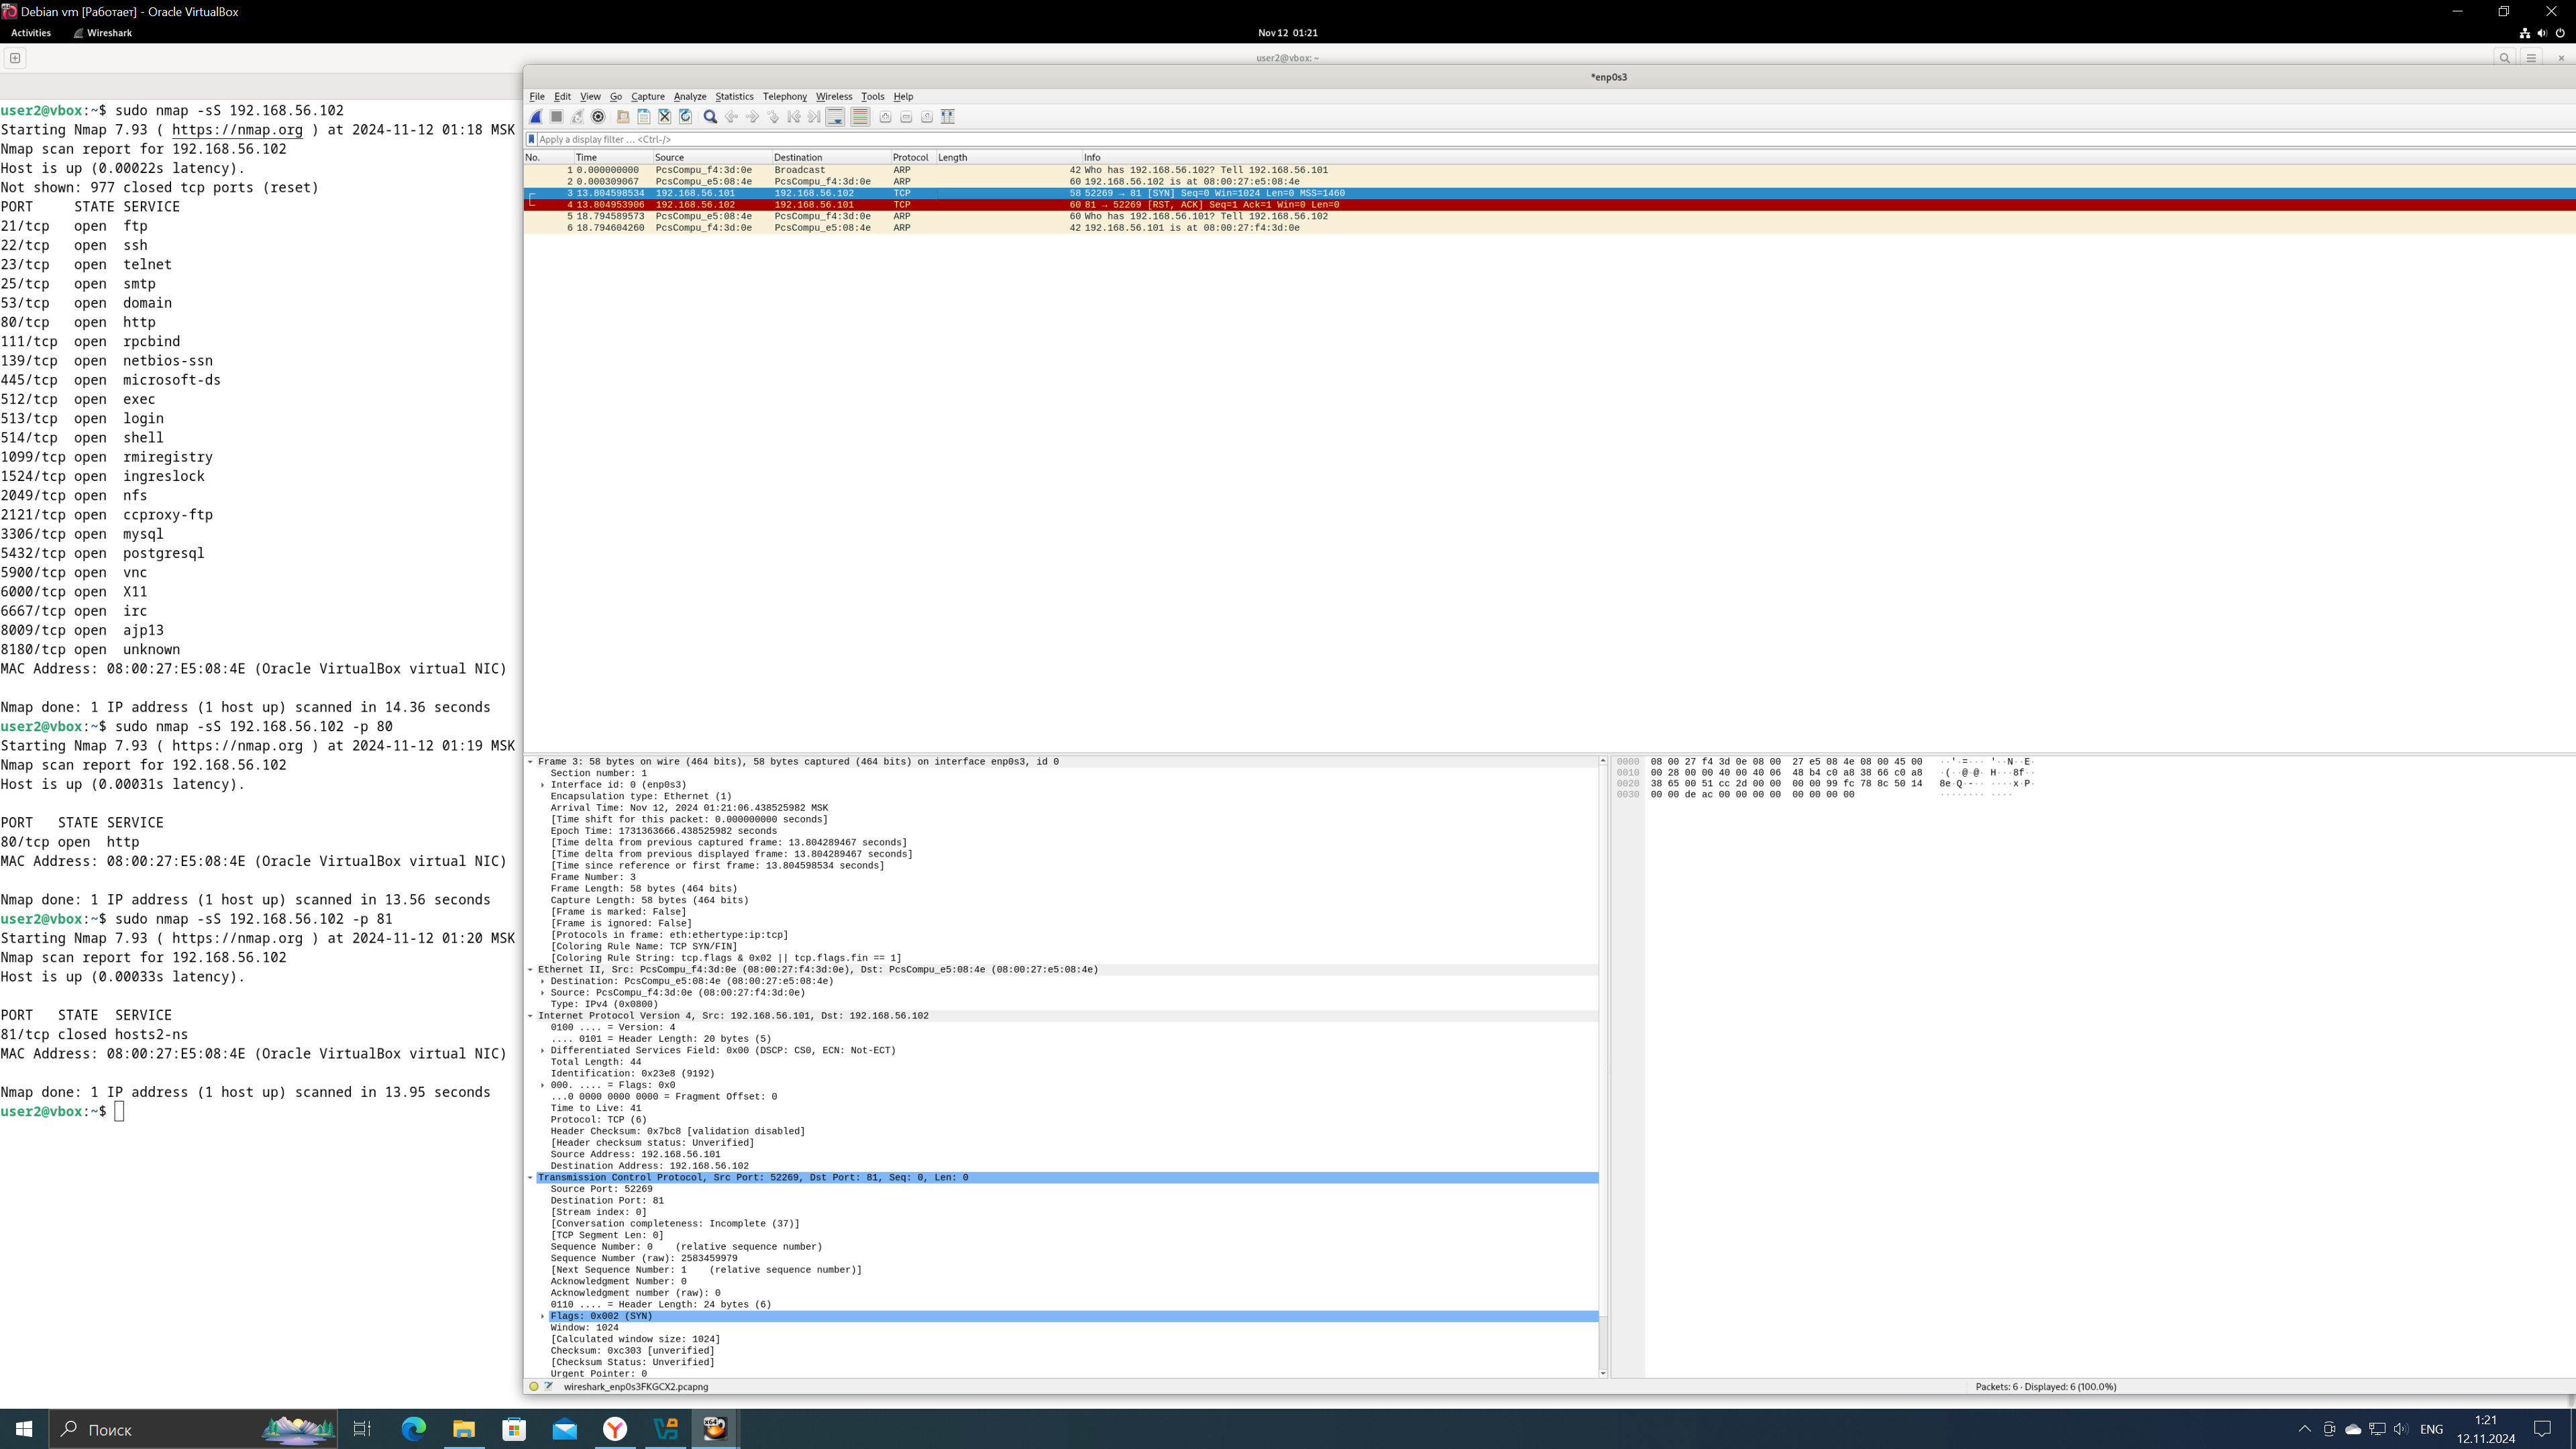 Debian vm [Работает] - Oracle VirtualBox
Activities Wireshark Nov 12 01:21
user2@vbox: ~
user2@vbox:~$ sudo nmap -sS 192.168.56.102
Starting Nmap 7.93 ( https://nmap.org ) at 2024-11-12 01:18 MSK
Nmap scan report for 192.168.56.102
Host is up (0.00022s latency).
Not shown: 977 closed tcp ports (reset)
PORT STATE SERVICE
21/tcp open ftp
22/tcp open ssh
23/tcp open telnet
25/tcp open smtp
53/tcp open domain
80/tcp open http
111/tcp open rpcbind
139/tcp open netbios-ssn
445/tcp open microsoft-ds
512/tcp open exec
513/tcp open login
514/tcp open shell
1099/tcp open rmiregistry
1524/tcp open ingreslock
2049/tcp open nfs
2121/tcp open ccproxy-ftp
3306/tcp open mysql
5432/tcp open postgresql
5900/tcp open vnc
6000/tcp open X11
6667/tcp open irc
8009/tcp open ajp13
8180/tcp open unknown
MAC Address: 08:00:27:E5:08:4E (Oracle VirtualBox virtual NIC)
Nmap done: 1 IP address (1 host up) scanned in 14.36 seconds
user2@vbox:~$ sudo nmap -sS 192.168.56.102 -p 80
Starting Nmap 7.93 ( https://nmap.org ) at 2024-11-12 01:19 MSK
Nmap scan report for 192.168.56.102
Host is up (0.00031s latency).
PORT STATE SERVICE
80/tcp open http
MAC Address: 08:00:27:E5:08:4E (Oracle VirtualBox virtual NIC)
Nmap done: 1 IP address (1 host up) scanned in 13.56 seconds
user2@vbox:~$ sudo nmap -sS 192.168.56.102 -p 81
Starting Nmap 7.93 ( https://nmap.org ) at 2024-11-12 01:20 MSK
Nmap scan report for 192.168.56.102
Host is up (0.00033s latency).
PORT STATE SERVICE
81/tcp closed hosts2-ns
MAC Address: 08:00:27:E5:08:4E (Oracle VirtualBox virtual NIC)
Nmap done: 1 IP address (1 host up) scanned in 13.95 seconds
user2@vbox:~$
*enp0s3
File Edit View Go Capture Analyze Statistics Telephony Wireless Tools Help
Apply a display filter ... <Ctrl-/>
No. Time Source Destination Protocol Length Info
1 0.000000000 PcsCompu_f4:3d:0e Broadcast ARP 42 Who has 192.168.56.102? Tell 192.168.56.101
2 0.000309067 PcsCompu_e5:08:4e PcsCompu_f4:3d:0e ARP 60 192.168.56.102 is at 08:00:27:e5:08:4e
3 13.804598534 192.168.56.101 192.168.56.102 TCP 58 52269 → 81 [SYN] Seq=0 Win=1024 Len=0 MSS=1460
4 13.804953906 192.168.56.102 192.168.56.101 TCP 60 81 → 52269 [RST, ACK] Seq=1 Ack=1 Win=0 Len=0
5 18.794589573 PcsCompu_e5:08:4e PcsCompu_f4:3d:0e ARP 60 Who has 192.168.56.101? Tell 192.168.56.102
6 18.794604260 PcsCompu_f4:3d:0e PcsCompu_e5:08:4e ARP 42 192.168.56.101 is at 08:00:27:f4:3d:0e
Frame 3: 58 bytes on wire (464 bits), 58 bytes captured (464 bits) on interface enp0s3, id 0
Section number: 1
Interface id: 0 (enp0s3)
Encapsulation type: Ethernet (1)
Arrival Time: Nov 12, 2024 01:21:06.438525982 MSK
[Time shift for this packet: 0.000000000 seconds]
Epoch Time: 1731363666.438525982 seconds
[Time delta from previous captured frame: 13.804289467 seconds]
[Time delta from previous displayed frame: 13.804289467 seconds]
[Time since reference or first frame: 13.804598534 seconds]
Frame Number: 3
Frame Length: 58 bytes (464 bits)
Capture Length: 58 bytes (464 bits)
[Frame is marked: False]
[Frame is ignored: False]
[Protocols in frame: eth:ethertype:ip:tcp]
[Coloring Rule Name: TCP SYN/FIN]
[Coloring Rule String: tcp.flags & 0x02 || tcp.flags.fin == 1]
Ethernet II, Src: PcsCompu_f4:3d:0e (08:00:27:f4:3d:0e), Dst: PcsCompu_e5:08:4e (08:00:27:e5:08:4e)
Destination: PcsCompu_e5:08:4e (08:00:27:e5:08:4e)
Source: PcsCompu_f4:3d:0e (08:00:27:f4:3d:0e)
Type: IPv4 (0x0800)
Internet Protocol Version 4, Src: 192.168.56.101, Dst: 192.168.56.102
0100 .... = Version: 4
.... 0101 = Header Length: 20 bytes (5)
Differentiated Services Field: 0x00 (DSCP: CS0, ECN: Not-ECT)
Total Length: 44
Identification: 0x23e8 (9192)
000. .... = Flags: 0x0
...0 0000 0000 0000 = Fragment Offset: 0
Time to Live: 41
Protocol: TCP (6)
Header Checksum: 0x7bc8 [validation disabled]
[Header checksum status: Unverified]
Source Address: 192.168.56.101
Destination Address: 192.168.56.102
Transmission Control Protocol, Src Port: 52269, Dst Port: 81, Seq: 0, Len: 0
Source Port: 52269
Destination Port: 81
[Stream index: 0]
[Conversation completeness: Incomplete (37)]
[TCP Segment Len: 0]
Sequence Number: 0 (relative sequence number)
Sequence Number (raw): 2583459979
[Next Sequence Number: 1 (relative sequence number)]
Acknowledgment Number: 0
Acknowledgment number (raw): 0
0110 .... = Header Length: 24 bytes (6)
Flags: 0x002 (SYN)
Window: 1024
[Calculated window size: 1024]
Checksum: 0xc303 [unverified]
[Checksum Status: Unverified]
Urgent Pointer: 0
0000 08 00 27 f4 3d 0e 08 00 27 e5 08 4e 08 00 45 00 ··'·=··· '··N··E·
0010 00 28 00 00 40 00 40 06 48 b4 c0 a8 38 66 c0 a8 ·(··@·@· H···8f··
0020 38 65 00 51 cc 2d 00 00 00 00 99 fc 78 8c 50 14 8e·Q·-·· ····x·P·
0030 00 00 de ac 00 00 00 00 00 00 00 00 ········ ····
wireshark_enp0s3FKGCX2.pcapng Packets: 6 · Displayed: 6 (100.0%)
Поиск
x64
ENG
1:21
12.11.2024